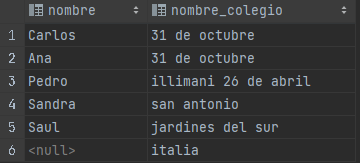 nombre nombre_colegio
1 Carlos 31 de octubre
2 Ana 31 de octubre
3 Pedro illimani 26 de abril
4 Sandra san antonio
5 Saul jardines del sur
6 <null> italia